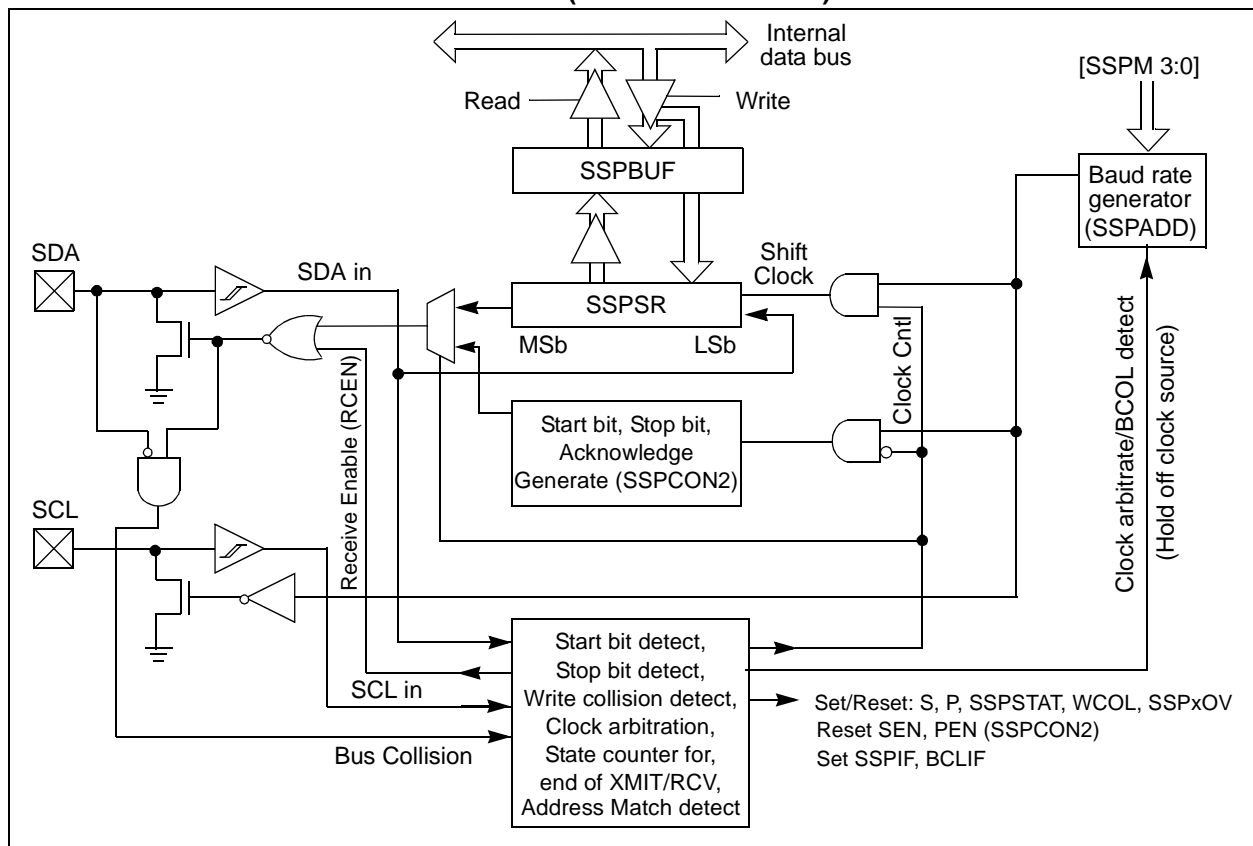 Internal
data bus
[SSPM 3:0]
Read
Write
SSPBUF
Baud rate
generator
(SSPADD)
SDA
SDA in
Shift
Clock
SSPSR
MSb
LSb
Clock Cntl
Clock arbitrate/BCOL detect
(Hold off clock source)
Receive Enable (RCEN)
Start bit, Stop bit,
Acknowledge
Generate (SSPCON2)
SCL
SCL in
Bus Collision
Start bit detect,
Stop bit detect,
Write collision detect,
Clock arbitration,
State counter for,
end of XMIT/RCV,
Address Match detect
Set/Reset: S, P, SSPSTAT, WCOL, SSPxOV
Reset SEN, PEN (SSPCON2)
Set SSPIF, BCLIF